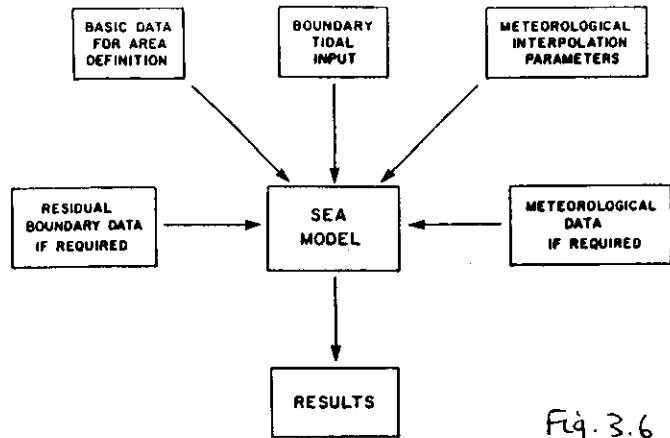 BASIC DATA
FOR AREA
DEFINITION
BOUNDARY
TIDAL
INPUT
METEOROLOGICAL
INTERPOLATION
PARAMETERS
RESIDUAL
BOUNDARY DATA
IF REQUIRED
SEA
MODEL
METEOROLOGICAL
DATA
IF REQUIRED
RESULTS
Fig. 3.6